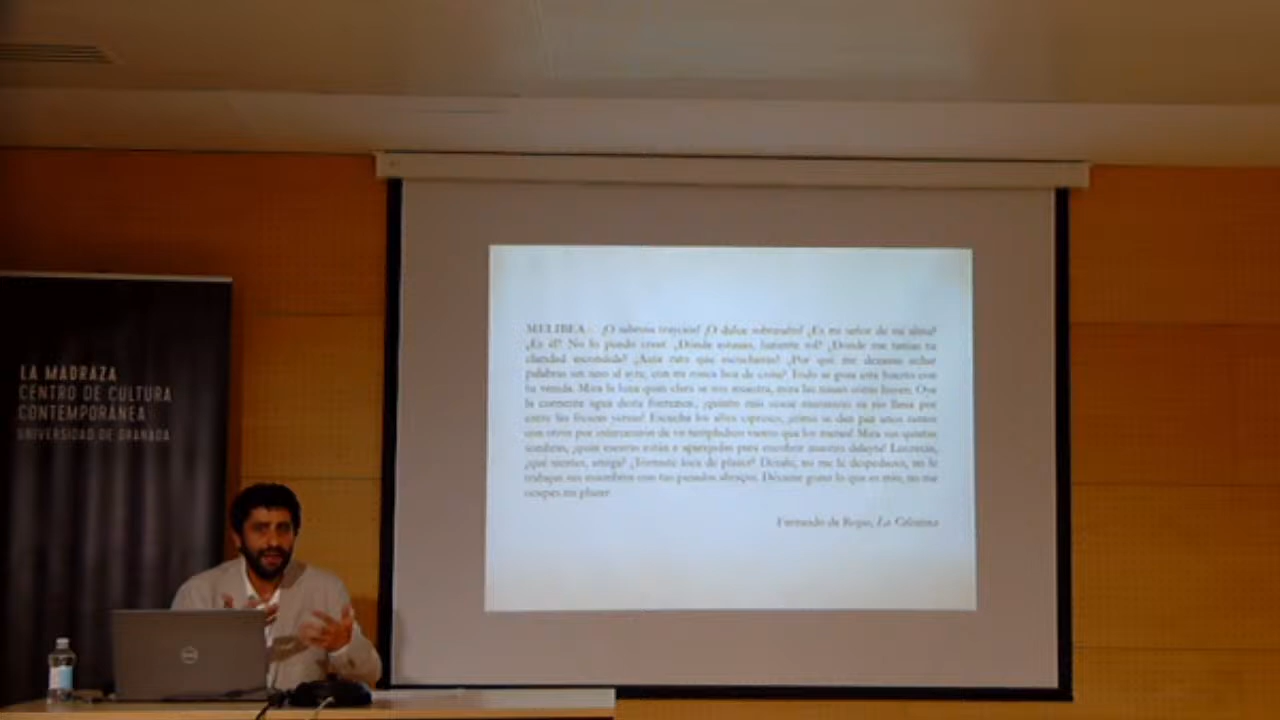 LA MADRAZA
CENTRO DE CULTURA
CONTEMPORÁNEA
UNIVERSIDAD DE GRANADA
MELIBEA ¡O sabrosa trayción! ¡O dulce sobresalto! ¿Es mi señor de mi alma?
¿Es él? No lo puedo creer. ¿Dónde estavas, luziente sol? ¿Dónde me tenías tu
claridad escondida? ¿Avía rato que escuchavas? ¿Por qué me dexavas echar
palabras sin seso al ayre, con mi ronca boz de cisne? Todo se goza este huerto con
tu venida. Mira la luna quán clara se nos muestra, mira las nuves cómo huyen. Oye
la corriente agua desta fontezica, ¡quánto más suave murmurio
entre las frescas yervas! Escucha los altos cipreses, ¡cómo se dan paz unos ramos
con otros por intercessión de un templadico viento que los menea! Mira sus quietas
sombras, ¡quán escuras están y aparejadas para encobrir nuestro deleyte! Lucrecia,
¿qué sientes, amiga? ¿Tórnaste loca de plazer? Déxale, no me le despedaces, no le
trabajes sus miembros con tus pesados abraços. Déxame gozar lo que es mío, no me
ocupes mi plazer
Fernando de Rojas, La Celestina
DELL